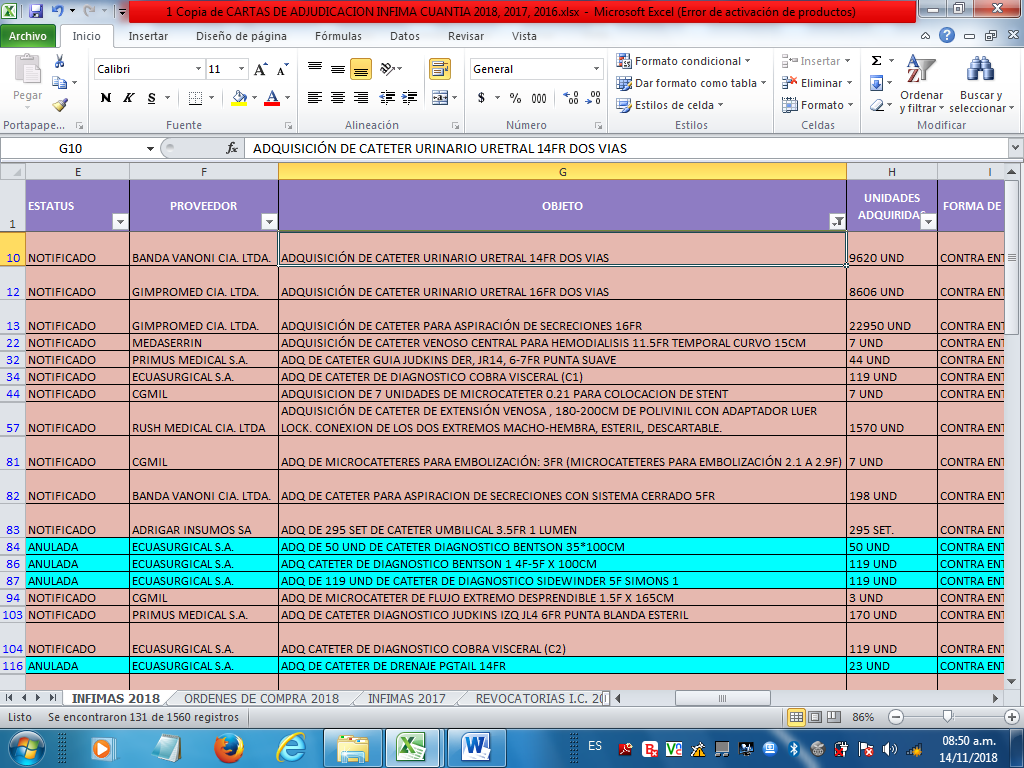 1 Copia de CARTAS DE ADJUDICACION INFIMA CUANTIA 2018, 2017, 2016.xlsx - Microsoft Excel (Error de activación de productos)
Archivo Inicio Insertar Diseño de página Fórmulas Datos Revisar Vista
Pegar
Calibri 11
N K S
General
$ % 000
Formato condicional
Dar formato como tabla
Estilos de celda
Insertar
Eliminar
Formato
Σ
Ordenar y filtrar
Buscar y seleccionar
Portapape... Fuente Alineación Número Estilos Celdas Modificar
G10 fx ADQUISICIÓN DE CATETER URINARIO URETRAL 14FR DOS VIAS
E F G H I
1 ESTATUS PROVEEDOR OBJETO UNIDADES ADQUIRIDAS FORMA DE
10 NOTIFICADO BANDA VANONI CIA. LTDA. ADQUISICIÓN DE CATETER URINARIO URETRAL 14FR DOS VIAS 9620 UND CONTRA ENT
12 NOTIFICADO GIMPROMED CIA. LTDA. ADQUISICIÓN DE CATETER URINARIO URETRAL 16FR DOS VIAS 8606 UND CONTRA ENT
13 NOTIFICADO GIMPROMED CIA. LTDA. ADQUISICIÓN DE CATETER PARA ASPIRACIÓN DE SECRECIONES 16FR 22950 UND CONTRA ENT
22 NOTIFICADO MEDASERRIN ADQUISICIÓN DE CATETER VENOSO CENTRAL PARA HEMODIALISIS 11.5FR TEMPORAL CURVO 15CM 7 UND CONTRA ENT
32 NOTIFICADO PRIMUS MEDICAL S.A. ADQ DE CATETER GUIA JUDKINS DER, JR14, 6-7FR PUNTA SUAVE 44 UND CONTRA ENT
34 NOTIFICADO ECUASURGICAL S.A. ADQ DE CATETER DE DIAGNOSTICO COBRA VISCERAL (C1) 119 UND CONTRA ENT
44 NOTIFICADO CGMIL ADQUISICION DE 7 UNIDADES DE MICROCATETER 0.21 PARA COLOCACION DE STENT 7 UND CONTRA ENT
ADQUISICIÓN DE CATETER DE EXTENSIÓN VENOSA , 180-200CM DE POLIVINIL CON ADAPTADOR LUER
57 NOTIFICADO RUSH MEDICAL CIA. LTDA LOCK. CONEXION DE LOS DOS EXTREMOS MACHO-HEMBRA, ESTERIL, DESCARTABLE. 1570 UND CONTRA ENT
81 NOTIFICADO CGMIL ADQ DE MICROCATETERES PARA EMBOLIZACIÓN: 3FR (MICROCATETERES PARA EMBOLIZACIÓN 2.1 A 2.9F) 7 UND CONTRA ENT
82 NOTIFICADO BANDA VANONI CIA. LTDA. ADQ DE CATETER PARA ASPIRACION DE SECRECIONES CON SISTEMA CERRADO 5FR 198 UND CONTRA ENT
83 NOTIFICADO ADRIGAR INSUMOS SA ADQ DE 295 SET DE CATETER UMBILICAL 3.5FR 1 LUMEN 295 SET. CONTRA ENT
84 ANULADA ECUASURGICAL S.A. ADQ DE 50 UND DE CATETER DIAGNOSTICO BENTSON 35*100CM 50 UND CONTRA ENT
86 ANULADA ECUASURGICAL S.A. ADQ CATETER DE DIAGNOSTICO BENTSON 1 4F-5F X 100CM 119 UND CONTRA ENT
87 ANULADA ECUASURGICAL S.A. ADQ DE 119 UND DE CATETER DE DIAGNOSTICO SIDEWINDER 5F SIMONS 1 119 UND CONTRA ENT
94 NOTIFICADO CGMIL ADQ DE MICROCATETER DE FLUJO EXTREMO DESPRENDIBLE 1.5F X 165CM 3 UND CONTRA ENT
103 NOTIFICADO PRIMUS MEDICAL S.A. ADQ DE CATETER DIAGNOSTICO JUDKINS IZQ JL4 6FR PUNTA BLANDA ESTERIL 170 UND CONTRA ENT
104 NOTIFICADO ECUASURGICAL S.A. ADQ CATETER DE DIAGNOSTICO COBRA VISCERAL (C2) 119 UND CONTRA ENT
116 ANULADA ECUASURGICAL S.A. ADQ DE CATETER DE DRENAJE PGTAIL 14FR 23 UND CONTRA ENT
INFIMAS 2018 ORDENES DE COMPRA 2018 INFIMAS 2017 REVOCATORIAS I.C. 20
Listo Se encontraron 131 de 1560 registros 86%
ES 08:50 a.m.
14/11/2018